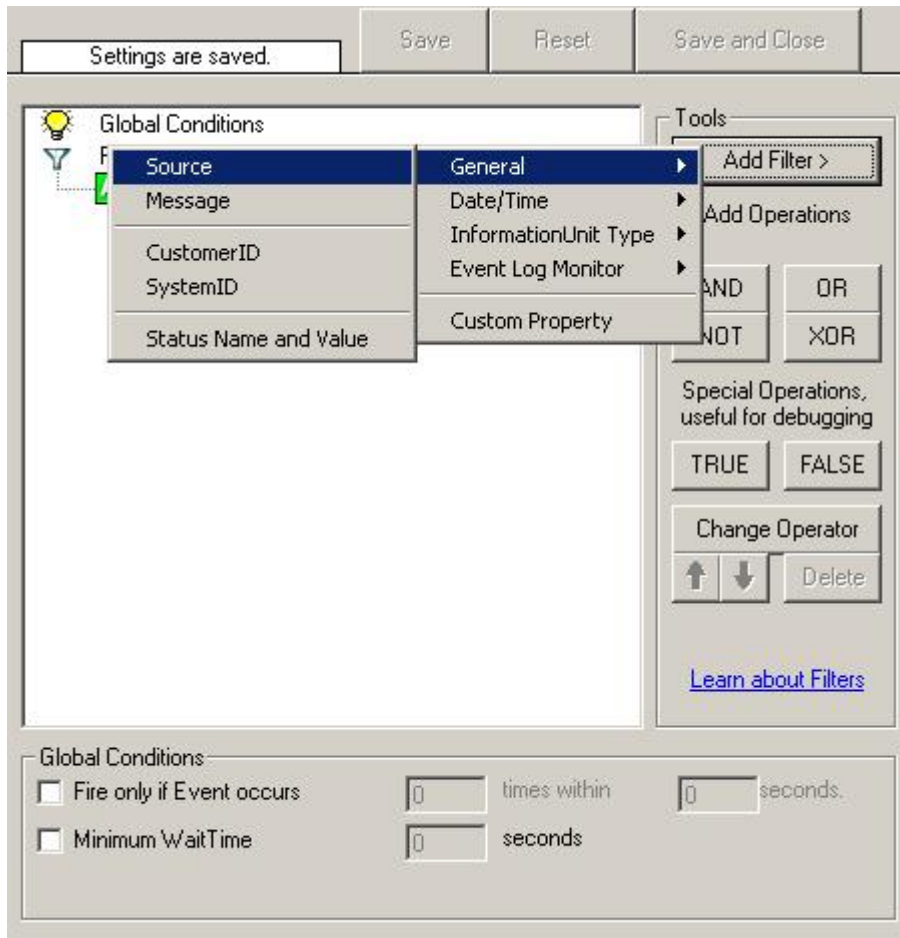 Settings are saved.
Save
Reset
Save and Close
Global Conditions
Source
Message
CustomerID
SystemID
Status Name and Value
General
Date/Time
InformationUnit Type
Event Log Monitor
Custom Property
Tools
Add Filter >
Add Operations
AND
OR
NOT
XOR
Special Operations,
useful for debugging
TRUE
FALSE
Change Operator
Delete
Learn about Filters
Global Conditions
Fire only if Event occurs 0 times within 0 seconds.
Minimum WaitTime 0 seconds